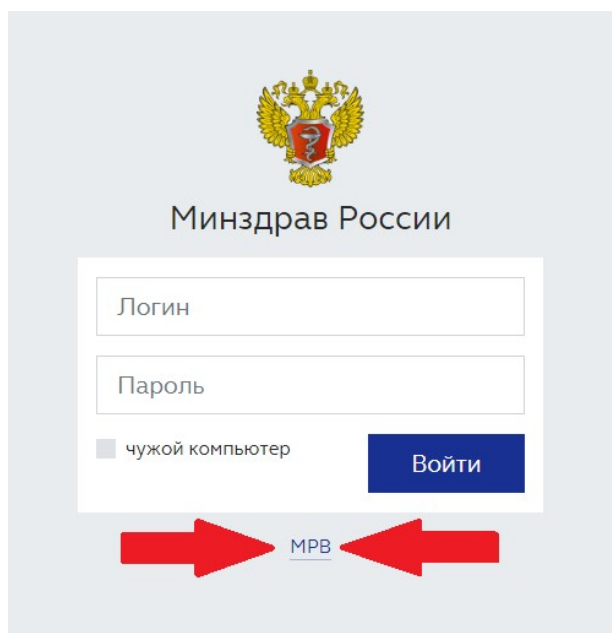 Минздрав России
Логин
Пароль
чужой компьютер
Войти
МРВ